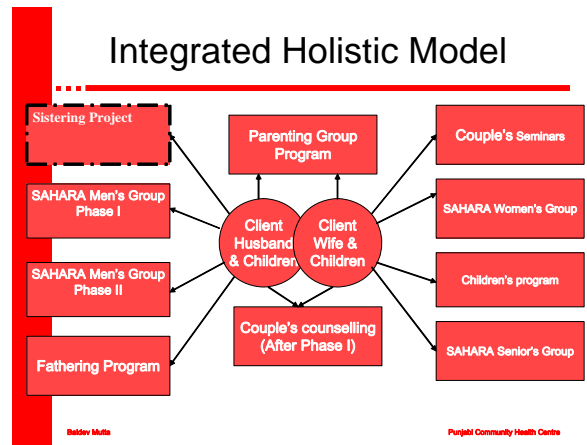 Integrated Holistic Model
Sistering Project
Parenting Group
Program
Couple's Seminars
SAHARA Men's Group
Phase I
Client
Husband
& Children
Client
Wife &
Children
SAHARA Women's Group
SAHARA Men's Group
Phase II
Children's program
Couple's counselling
(After Phase I)
Fathering Program
SAHARA Senior's Group
Baldev Mutta
Punjabi Community Health Centre